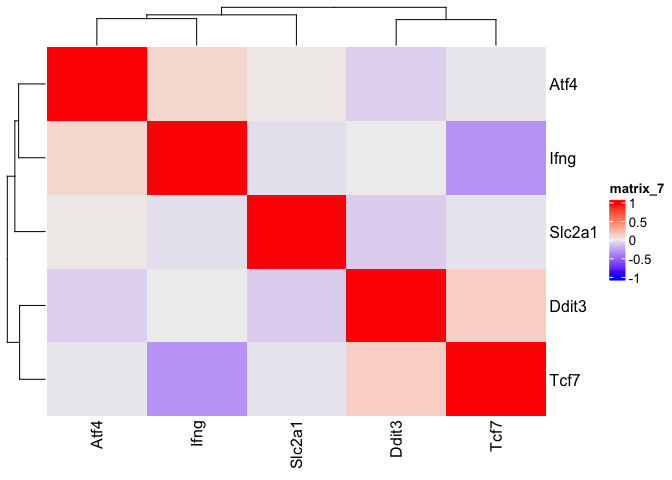 Atf4
Ifng
Slc2a1
Ddit3
Tcf7
matrix_7
1
0.5
0
-0.5
-1
Atf4
Ifng
Slc2a1
Ddit3
Tcf7